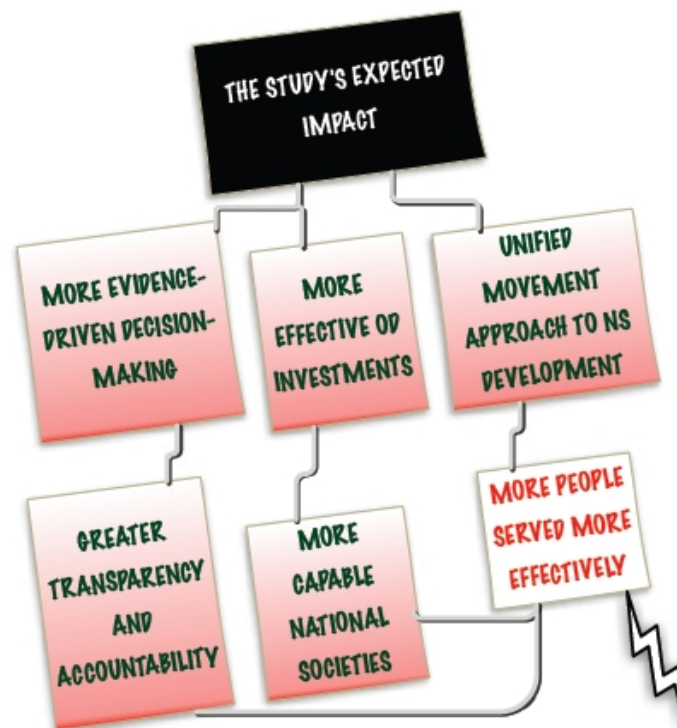 THE STUDY'S EXPECTED
IMPACT
MORE EVIDENCE-
DRIVEN DECISION-
MAKING
MORE
EFFECTIVE OD
INVESTMENTS
UNIFIED
MOVEMENT
APPROACH TO NS
DEVELOPMENT
GREATER
TRANSPARENCY
AND
ACCOUNTABILITY
MORE
CAPABLE
NATIONAL
SOCIETIES
MORE PEOPLE
SERVED MORE
EFFECTIVELY